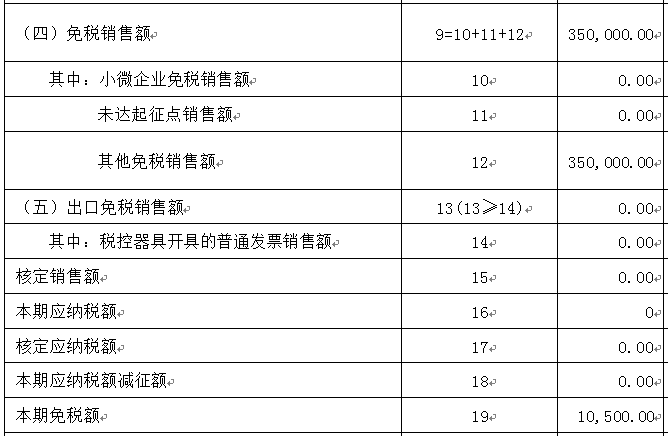 （四）免税销售额 9=10+11+12 350,000.00
其中：小微企业免税销售额 10 0.00
未达起征点销售额 11 0.00
其他免税销售额 12 350,000.00
（五）出口免税销售额 13(13≥14) 0.00
其中：税控器具开具的普通发票销售额 14 0.00
核定销售额 15 0.00
本期应纳税额 16 0
核定应纳税额 17 0.00
本期应纳税额减征额 18 0.00
本期免税额 19 10,500.00